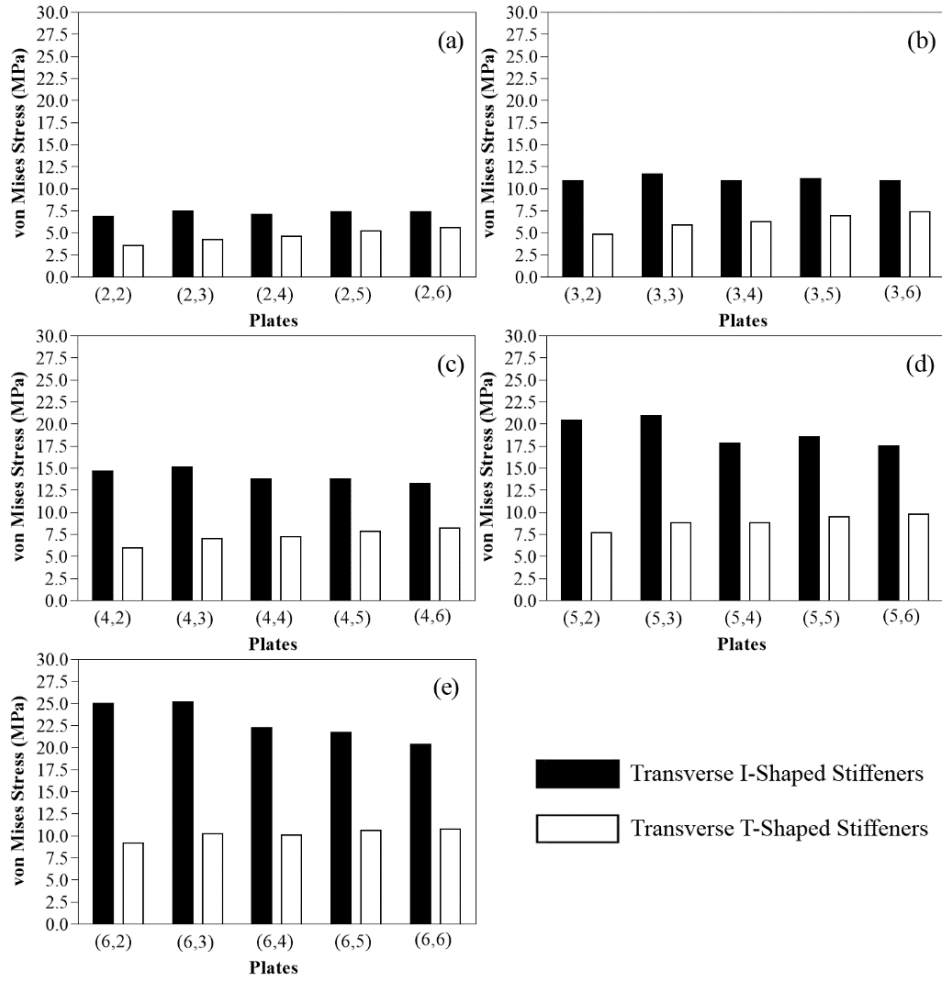 30.0
27.5
25.0
22.5
20.0
17.5
15.0
12.5
10.0
7.5
5.0
2.5
0.0
von Mises Stress (MPa)
(a)
(2,2) (2,3) (2,4) (2,5) (2,6)
Plates
30.0
27.5
25.0
22.5
20.0
17.5
15.0
12.5
10.0
7.5
5.0
2.5
0.0
von Mises Stress (MPa)
(b)
(3,2) (3,3) (3,4) (3,5) (3,6)
Plates
30.0
27.5
25.0
22.5
20.0
17.5
15.0
12.5
10.0
7.5
5.0
2.5
0.0
von Mises Stress (MPa)
(c)
(4,2) (4,3) (4,4) (4,5) (4,6)
Plates
30.0
27.5
25.0
22.5
20.0
17.5
15.0
12.5
10.0
7.5
5.0
2.5
0.0
von Mises Stress (MPa)
(d)
(5,2) (5,3) (5,4) (5,5) (5,6)
Plates
30.0
27.5
25.0
22.5
20.0
17.5
15.0
12.5
10.0
7.5
5.0
2.5
0.0
von Mises Stress (MPa)
(e)
(6,2) (6,3) (6,4) (6,5) (6,6)
Plates
Transverse I-Shaped Stiffeners
Transverse T-Shaped Stiffeners